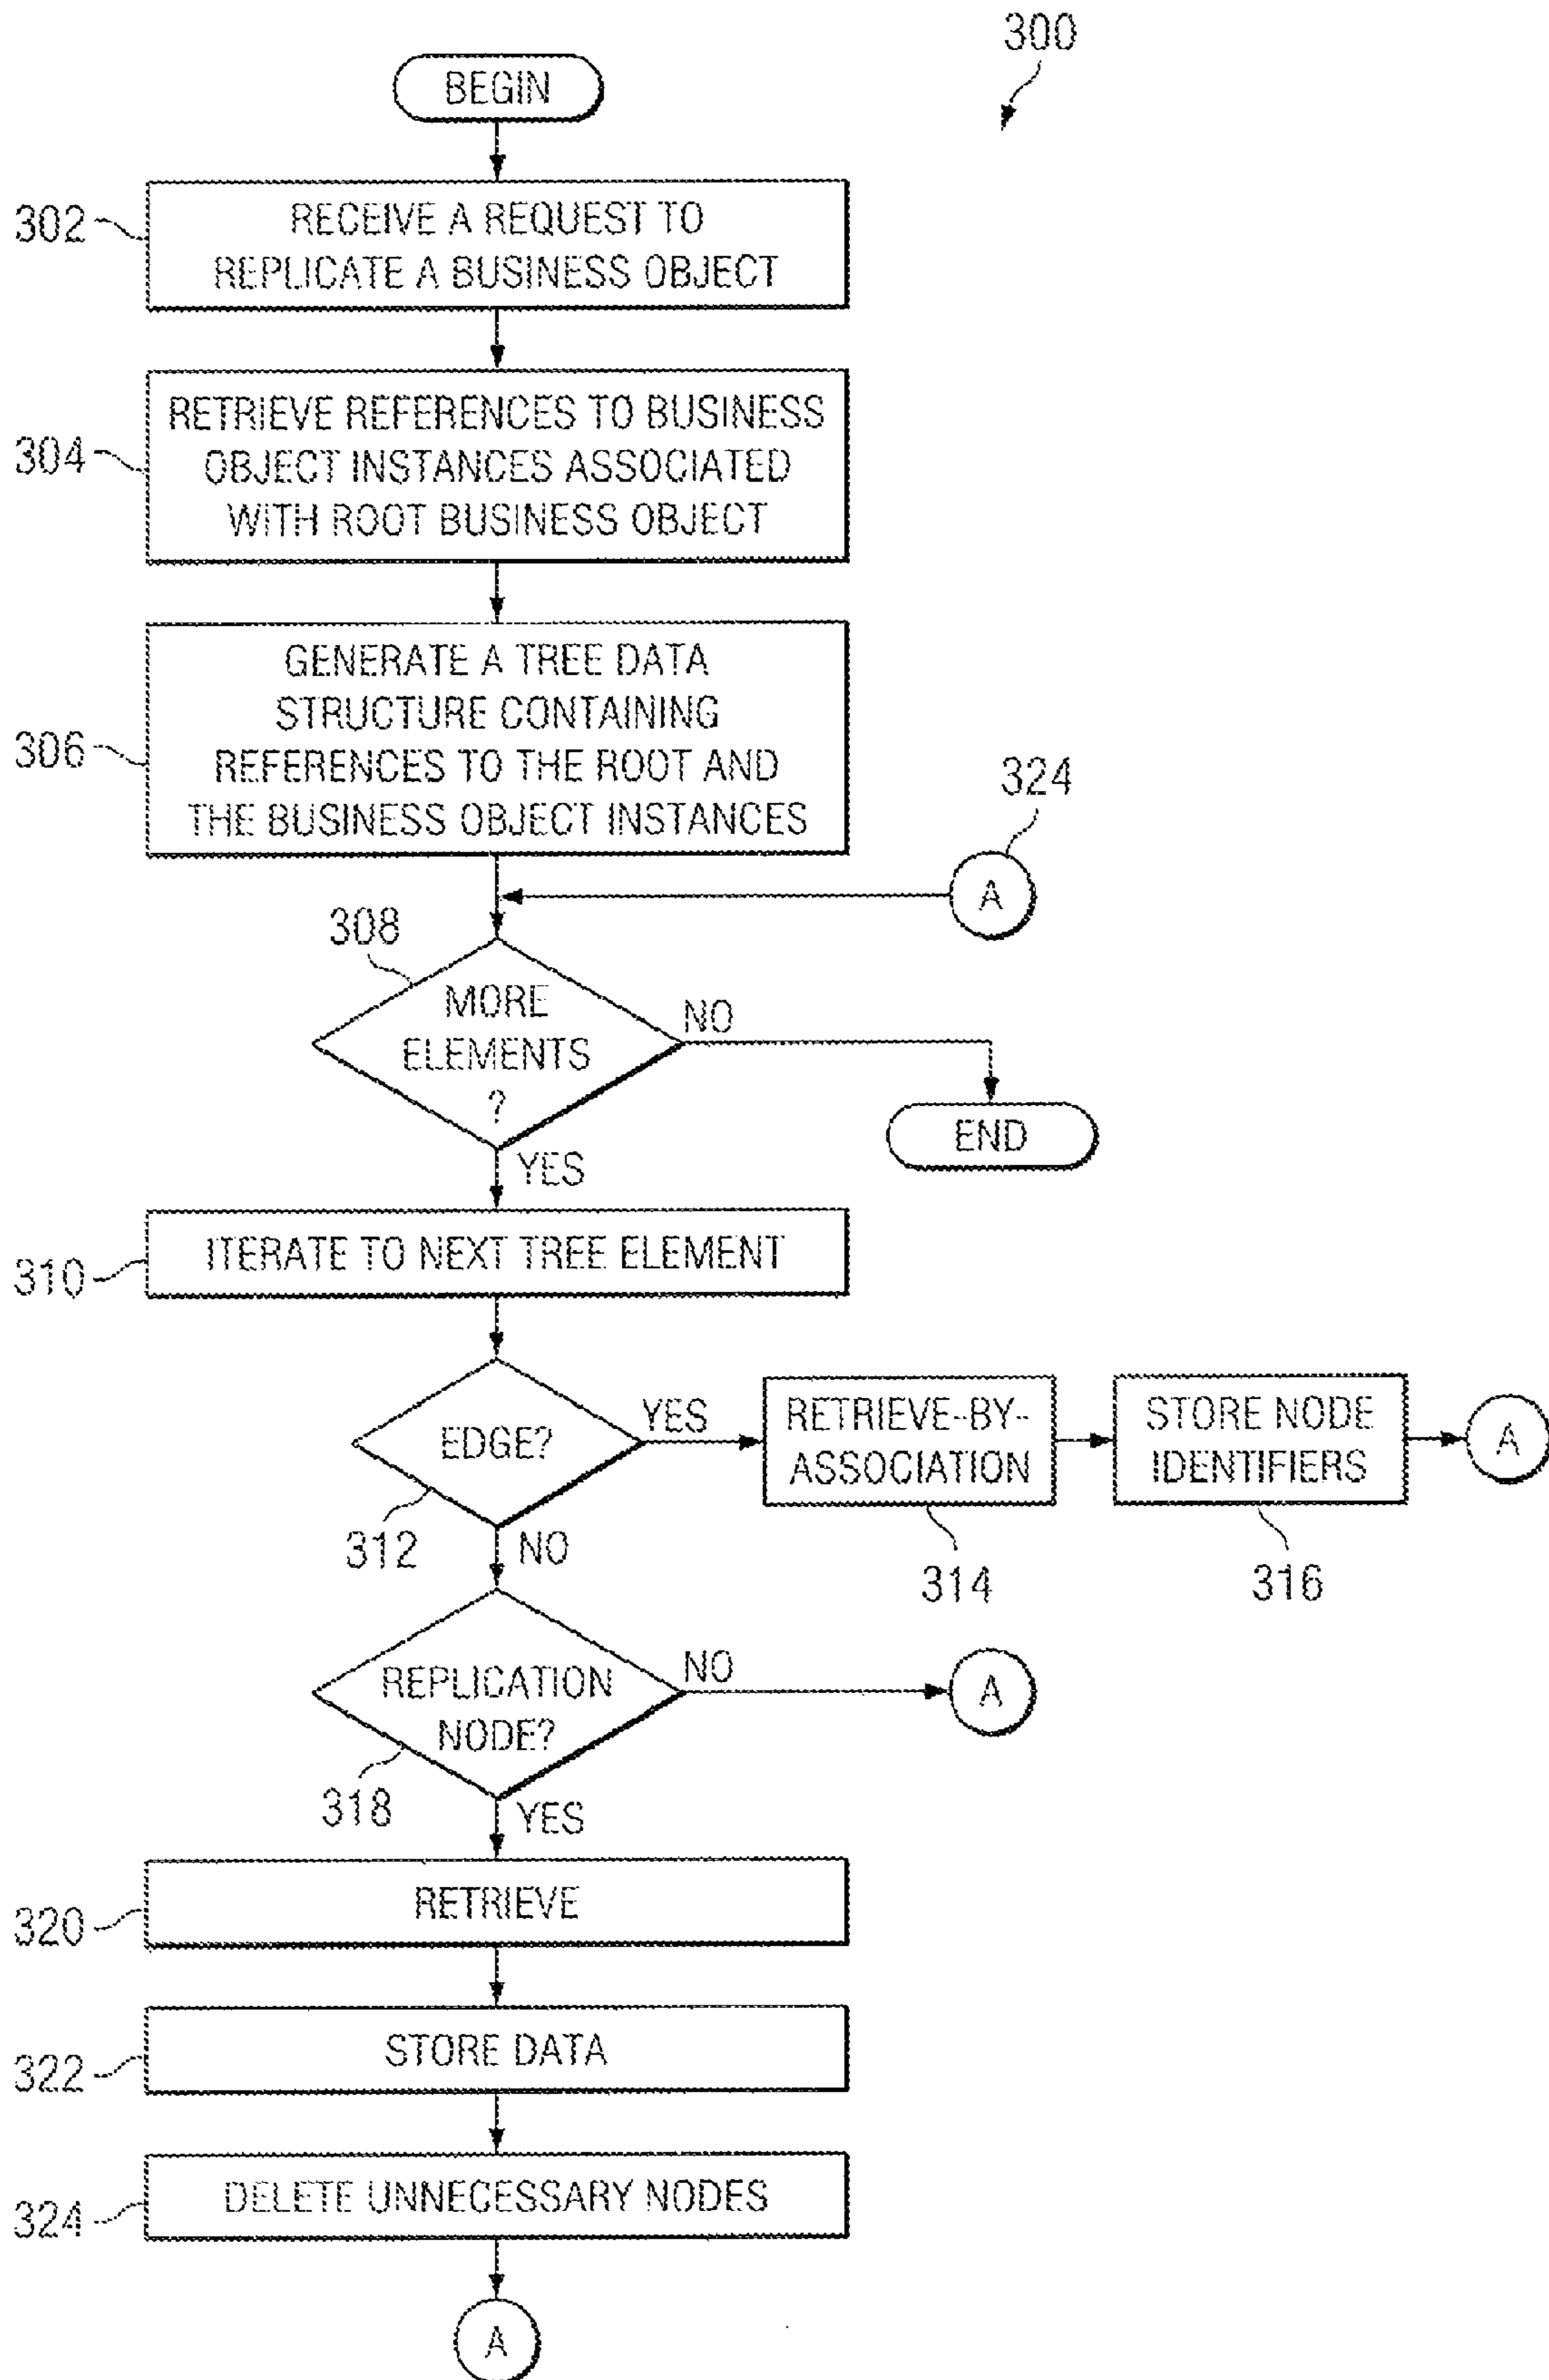 300
BEGIN
302
RECEIVE A REQUEST TO
REPLICATE A BUSINESS OBJECT
304
RETRIEVE REFERENCES TO BUSINESS
OBJECT INSTANCES ASSOCIATED
WITH ROOT BUSINESS OBJECT
306
GENERATE A TREE DATA
STRUCTURE CONTAINING
REFERENCES TO THE ROOT AND
THE BUSINESS OBJECT INSTANCES
324
A
308
MORE
ELEMENTS
?
NO
END
YES
310
ITERATE TO NEXT TREE ELEMENT
EDGE?
312
YES
RETRIEVE-BY-
ASSOCIATION
314
STORE NODE
IDENTIFIERS
316
A
NO
REPLICATION
NODE?
318
NO
A
YES
320
RETRIEVE
322
STORE DATA
324
DELETE UNNECESSARY NODES
A